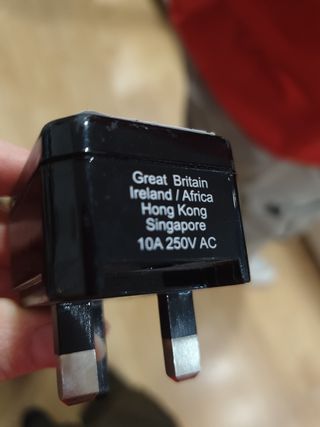 Great Britain
Ireland / Africa
Hong Kong
Singapore
10A 250V AC